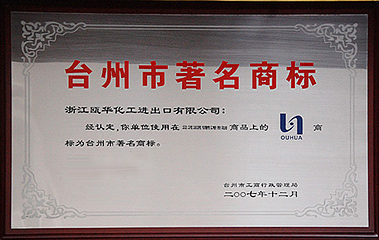 台州市著名商标
浙江瓯华化工进出口有限公司：
经认定，你单位使用在 商品上的 OUHUA 商
标为台州市著名商标。
台州市工商行政管理局
二〇〇七年十二月